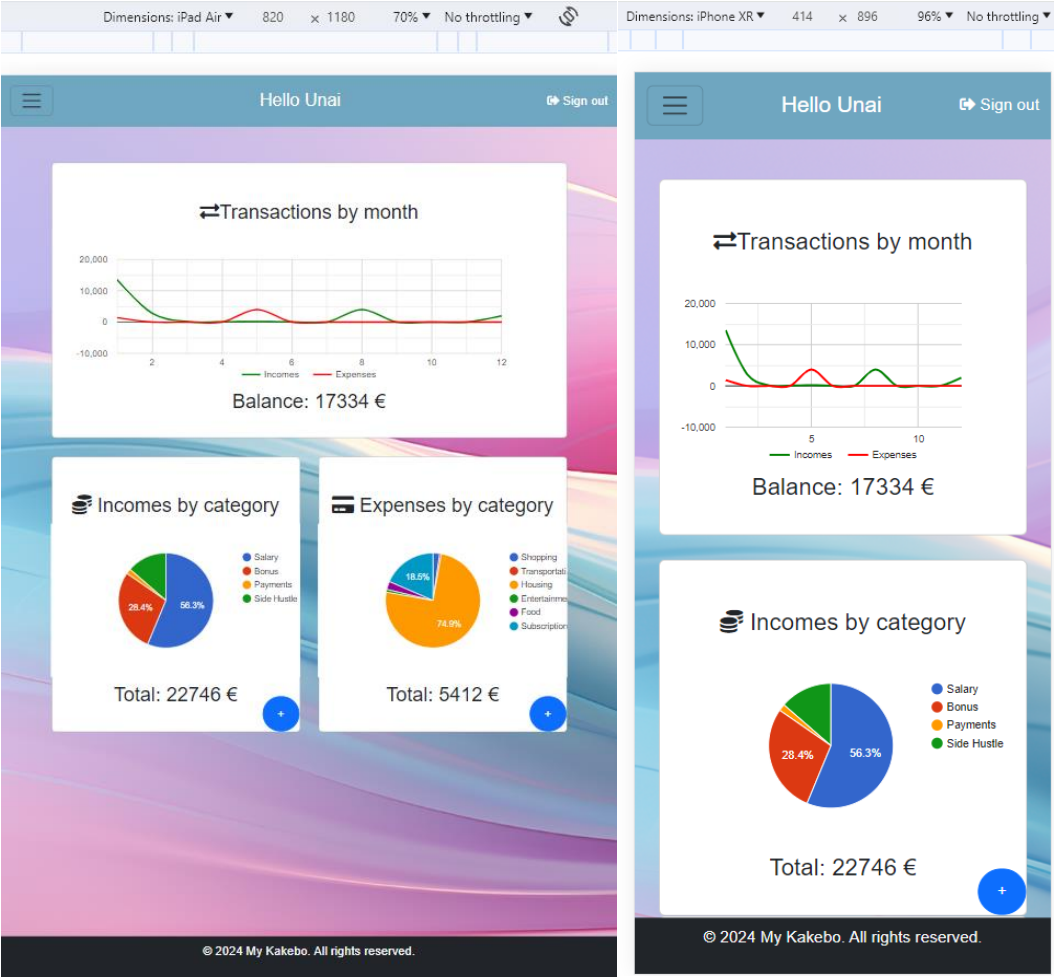 Dimensions: iPad Air ▼ 820 × 1180 70% ▼ No throttling ▼
Hello Unai
Sign out
Transactions by month
20,000
10,000
0
-10,000
2 4 6 8 10 12
Incomes Expenses
Balance: 17334 €
Incomes by category
Salary
Bonus
Payments
Side Hustle
56.3%
28.4%
Total: 22746 €
+
Expenses by category
Shopping
Transportati
Housing
Entertainme
Food
Subscription
18.5%
74.9%
Total: 5412 €
+
© 2024 My Kakebo. All rights reserved.
Dimensions: iPhone XR ▼ 414 × 896 96% ▼ No throttling ▼
Hello Unai
Sign out
Transactions by month
20,000
10,000
0
-10,000
5 10
Incomes Expenses
Balance: 17334 €
Incomes by category
Salary
Bonus
Payments
Side Hustle
56.3%
28.4%
Total: 22746 €
+
© 2024 My Kakebo. All rights reserved.